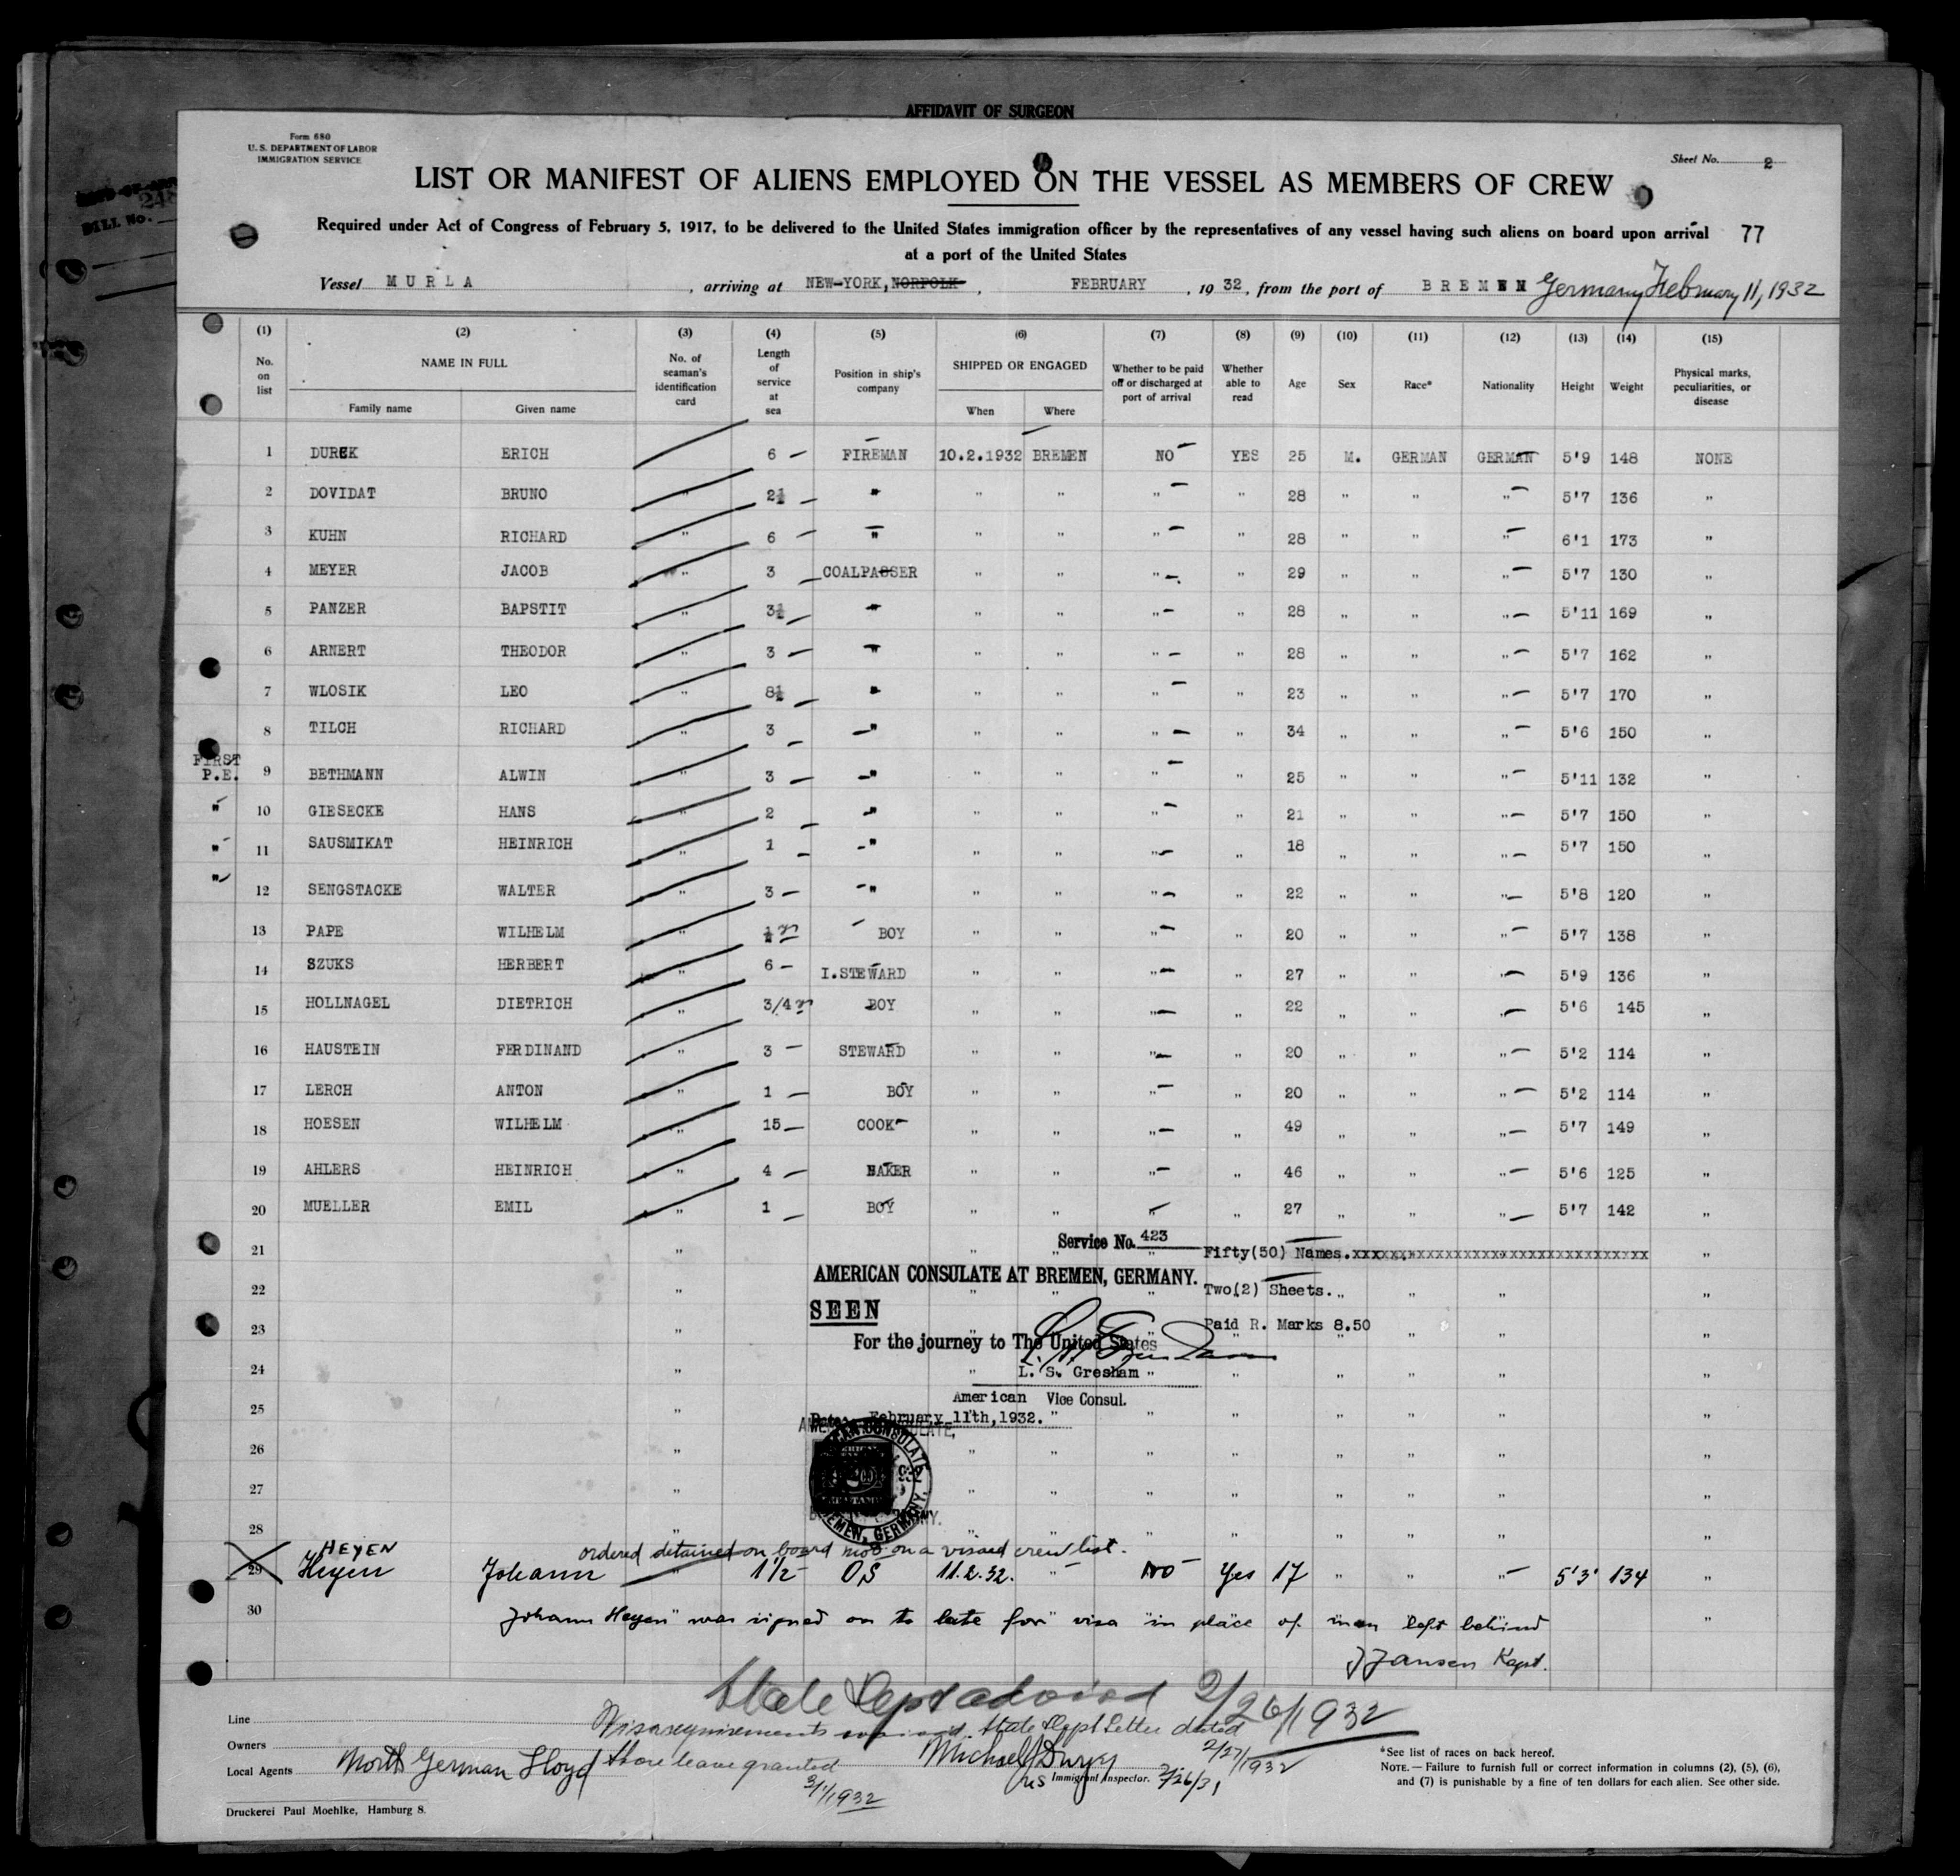 AFFIDAVIT OF SURGEON
Form 680
U. S. DEPARTMENT OF LABOR
IMMIGRATION SERVICE
Sheet No. 2
LIST OR MANIFEST OF ALIENS EMPLOYED ON THE VESSEL AS MEMBERS OF CREW
BILL No.
Required under Act of Congress of February 5, 1917, to be delivered to the United States immigration officer by the representatives of any vessel having such aliens on board upon arrival 77
at a port of the United States
Vessel MURLA , arriving at NEW-YORK, NORFOLK , FEBRUARY , 19 32, from the port of BREMEN Germany February 11, 1932
(1) (2) (3) (4) (5) (6) (7) (8) (9) (10) (11) (12) (13) (14) (15)
No. on list NAME IN FULL Family name Given name No. of seaman's identification card Length of service at sea Position in ship's company SHIPPED OR ENGAGED When Where Whether to be paid off or discharged at port of arrival Whether able to read Age Sex Race* Nationality Height Weight Physical marks, peculiarities, or disease
1 DUREK ERICH 6 — FIREMAN 10.2.1932 BREMEN NO — YES 25 M. GERMAN GERMAN 5'9 148 NONE
2 DOVIDAT BRUNO " 2½ — " " " " — " 28 " " " — 5'7 136 "
3 KUHN RICHARD " 6 — " " " " — " 28 " " " — 6'1 173 "
4 MEYER JACOB " 3 — COALPASSER " " " — " 29 " " " — 5'7 130 "
5 PANZER BAPSTIT " 3½ — " " " " — " 28 " " " — 5'11 169 "
6 ARNERT THEODOR " 3 — " " " " — " 28 " " " — 5'7 162 "
7 WLOSIK LEO " 8½ — " " " " — " 23 " " " — 5'7 170 "
8 TILCH RICHARD " 3 — " " " " — " 34 " " " — 5'6 150 "
FIRST P.E. 9 BETHMANN ALWIN " 3 — " " " " — " 25 " " " — 5'11 132 "
" 10 GIESECKE HANS " 2 — " " " " — " 21 " " " — 5'7 150 "
" 11 SAUSMIKAT HEINRICH " 1 — " " " " — " 18 " " " — 5'7 150 "
" 12 SENGSTACKE WALTER " 3 — " " " " — " 22 " " " — 5'8 120 "
13 PAPE WILHELM " ½ BOY " " " — " 20 " " " — 5'7 138 "
14 SZUKS HERBERT " 6 — I.STEWARD " " " — " 27 " " " — 5'9 136 "
15 HOLLNAGEL DIETRICH " 3/4 BOY " " " — " 22 " " " — 5'6 145 "
16 HAUSTEIN FERDINAND " 3 — STEWARD " " " — " 20 " " " — 5'2 114 "
17 LERCH ANTON " 1 — BOY " " " — " 20 " " " — 5'2 114 "
18 HOESEN WILHELM " 15 — COOK " " " — " 49 " " " — 5'7 149 "
19 AHLERS HEINRICH " 4 — BAKER " " " — " 46 " " " — 5'6 125 "
20 MUELLER EMIL " 1 — BOY " " " " 27 " " " — 5'7 142 "
21 Service No. 423 Fifty(50) Names.xxxxxxxxxxxxxxxxxxxxxxxxxxxxxxxxxx
22 AMERICAN CONSULATE AT BREMEN, GERMANY. Two(2) Sheets.
SEEN
23 For the journey to The United States Paid R. Marks 8.50
24 L. S. Gresham
25 American Vice Consul.
Date: February 11th, 1932.
26
27
28
AMERICAN CONSULATE
BREMEN, GERMANY.
ordered detained on board not on a visaed crew list.
HEYEN
29 Heyen Johann " 1½ OS 11.2.32. " NO Yes 17 " " " — 5'3' 134 "
30 Johann Heyen was signed on to late for visa in place of man left behind
J Jansen Kapt.
State Dept advised 2/26/1932
Line
Visa requirements waived, State Dept Letter dated 2/27/1932
Owners
Local Agents North German Lloyd Shore leave granted 3/1/1932
US Immigrant Inspector. 2/26/31
*See list of races on back hereof.
NOTE.—Failure to furnish full or correct information in columns (2), (5), (6),
and (7) is punishable by a fine of ten dollars for each alien. See other side.
Druckerei Paul Moehlke, Hamburg 8.